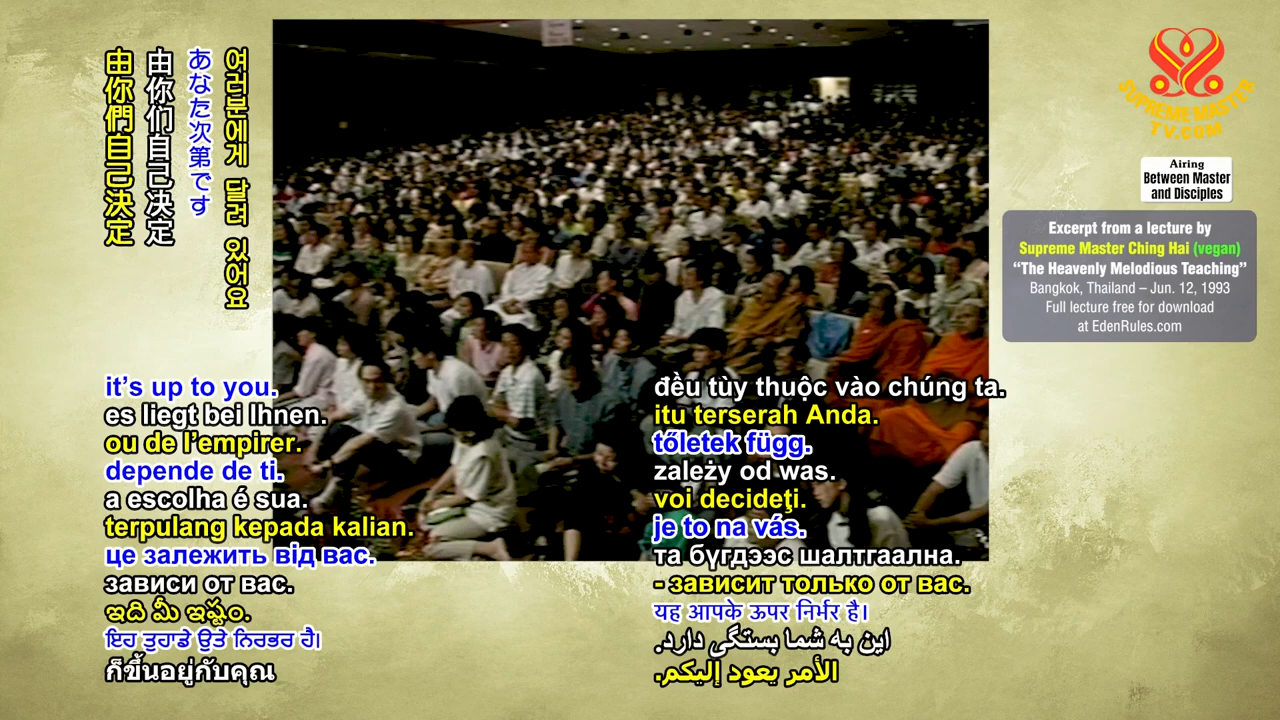 由你們自己決定
由你们自己决定
あなた次第です
여러분에게 달려 있어요
SUPREME MASTER
TV.COM
Airing
Between Master
and Disciples
Excerpt from a lecture by
Supreme Master Ching Hai (vegan)
“The Heavenly Melodious Teaching”
Bangkok, Thailand – Jun. 12, 1993
Full lecture free for download
at EdenRules.com
it’s up to you.
es liegt bei Ihnen.
ou de l’empirer.
depende de ti.
a escolha é sua.
terpulang kepada kalian.
це залежить від вас.
зависи от вас.
ఇది మీ ఇష్టం.
ਇਹ ਤੁਹਾਡੇ ਉਤੇ ਨਿਰਭਰ ਹੈ।
ก็ขึ้นอยู่กับคุณ
đều tùy thuộc vào chúng ta.
itu terserah Anda.
tőletek függ.
zależy od was.
voi decideţi.
je to na vás.
та бүгдээс шалтгаална.
- зависит только от вас.
यह आपके ऊपर निर्भर है।
این به شما بستگی دارد.
الأمر يعود إليكم.